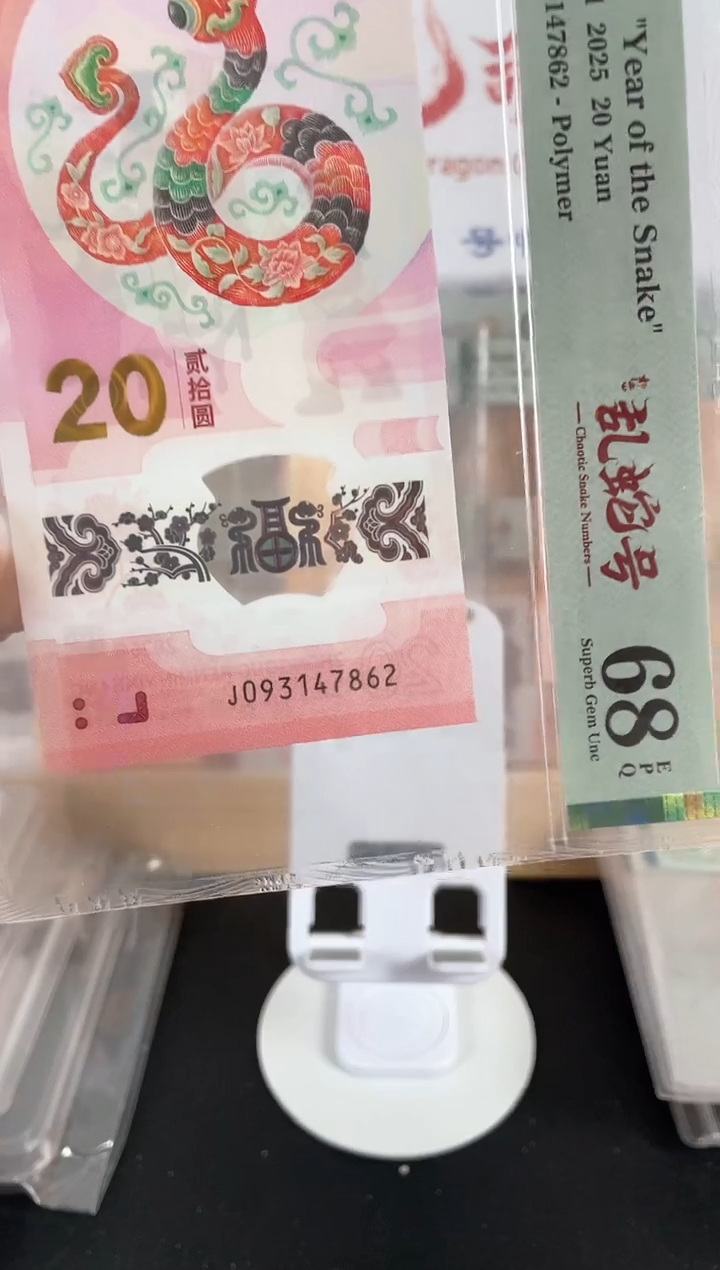 20
贰拾圆
J093147862
"Year of the Snake"
2025 20 Yuan
147862 - Polymer
乱蛇号
— Chaotic Snake Numbers —
68
EPQ
Superb Gem Unc